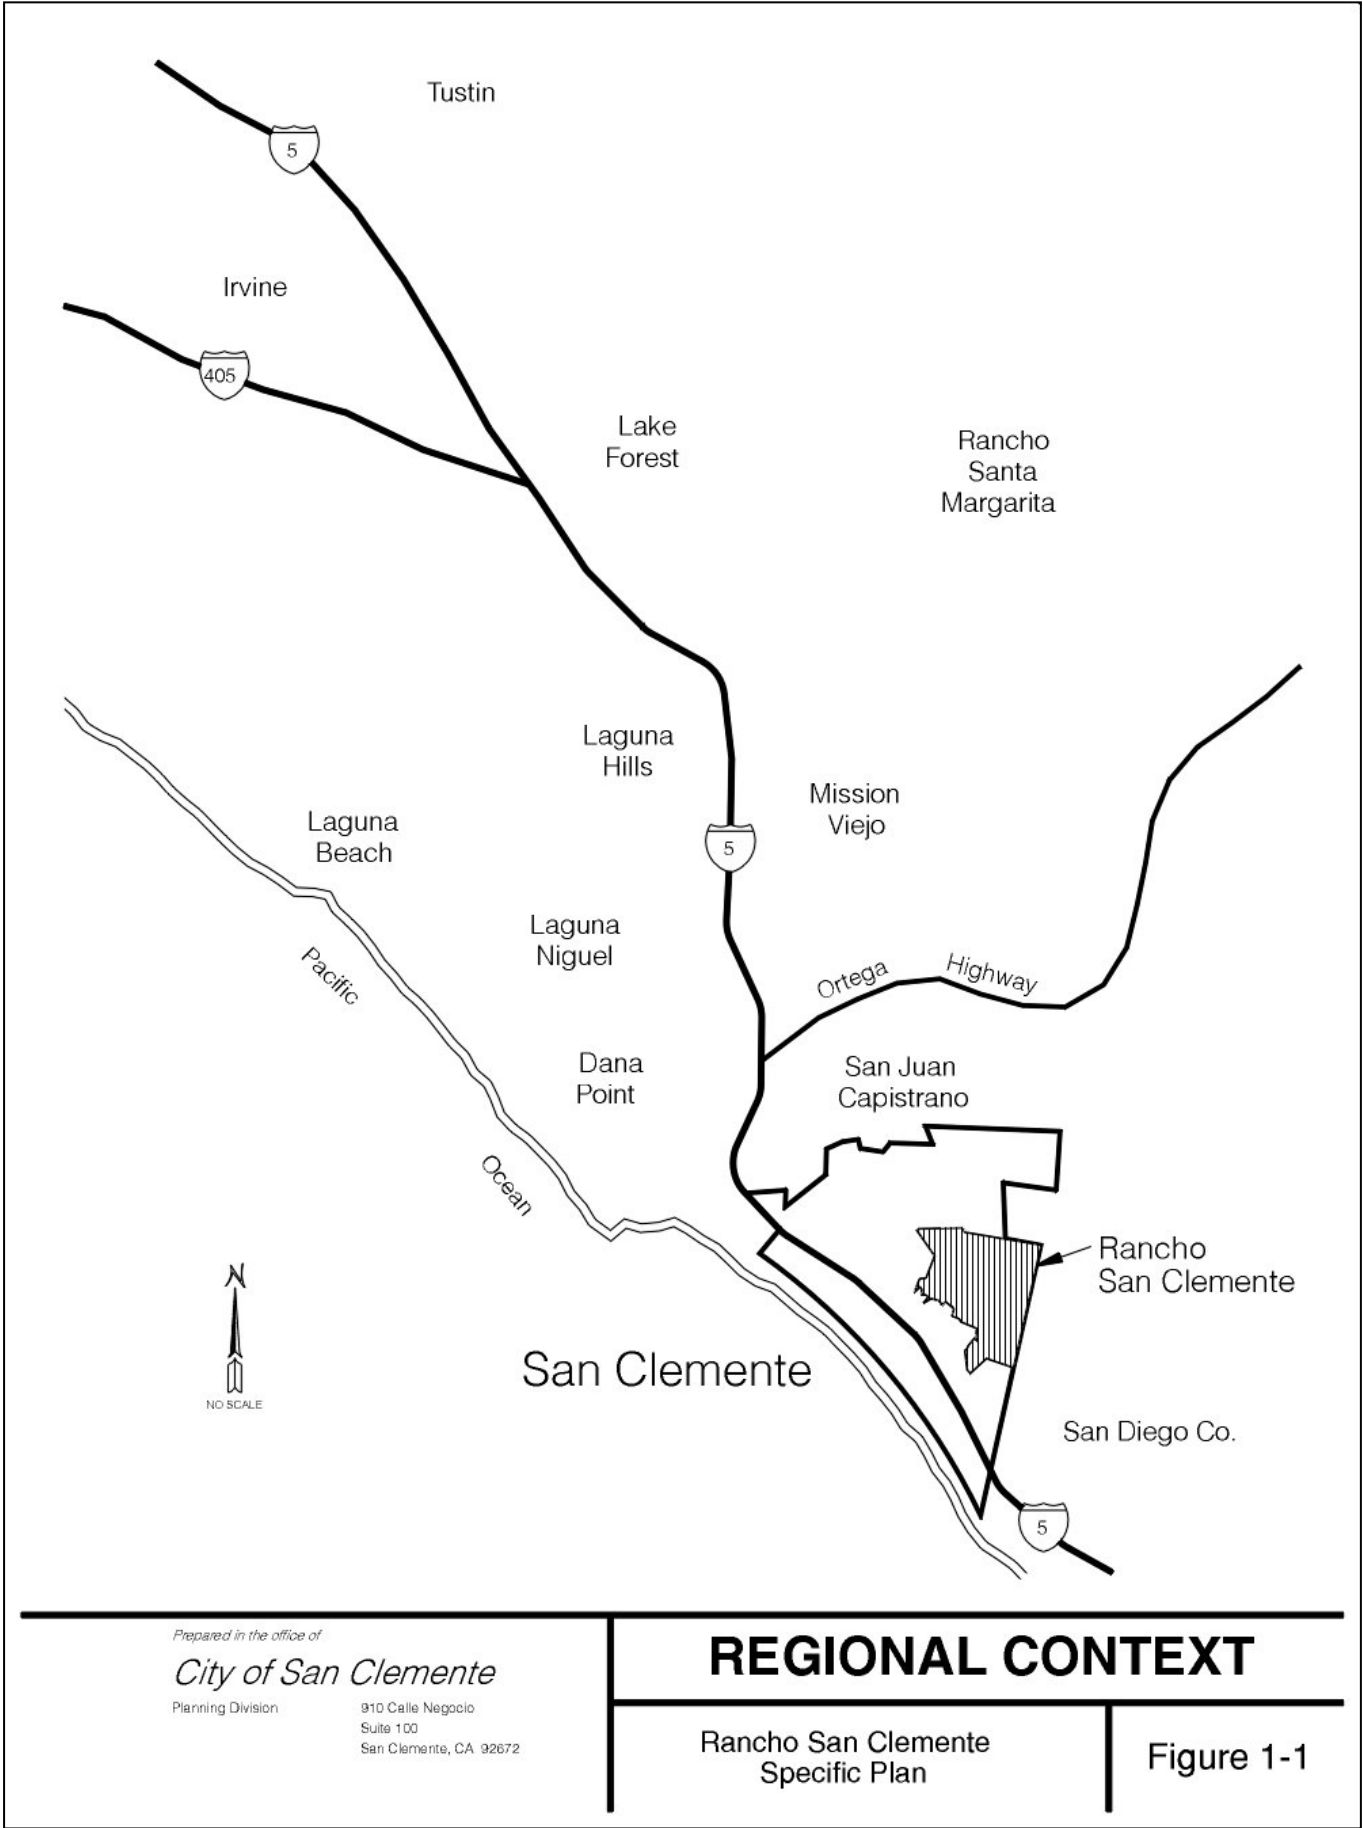 Tustin
5
Irvine
405
Lake
Forest
Rancho
Santa
Margarita
Laguna
Hills
Mission
Viejo
Laguna
Beach
5
Laguna
Niguel
Pacific
Ortega Highway
Dana
Point
San Juan
Capistrano
Ocean
Rancho
San Clemente
N
NO SCALE
San Clemente
San Diego Co.
5
Prepared in the office of
City of San Clemente
Planning Division
910 Calle Negocio
Suite 100
San Clemente, CA 92672
REGIONAL CONTEXT
Rancho San Clemente
Specific Plan
Figure 1-1